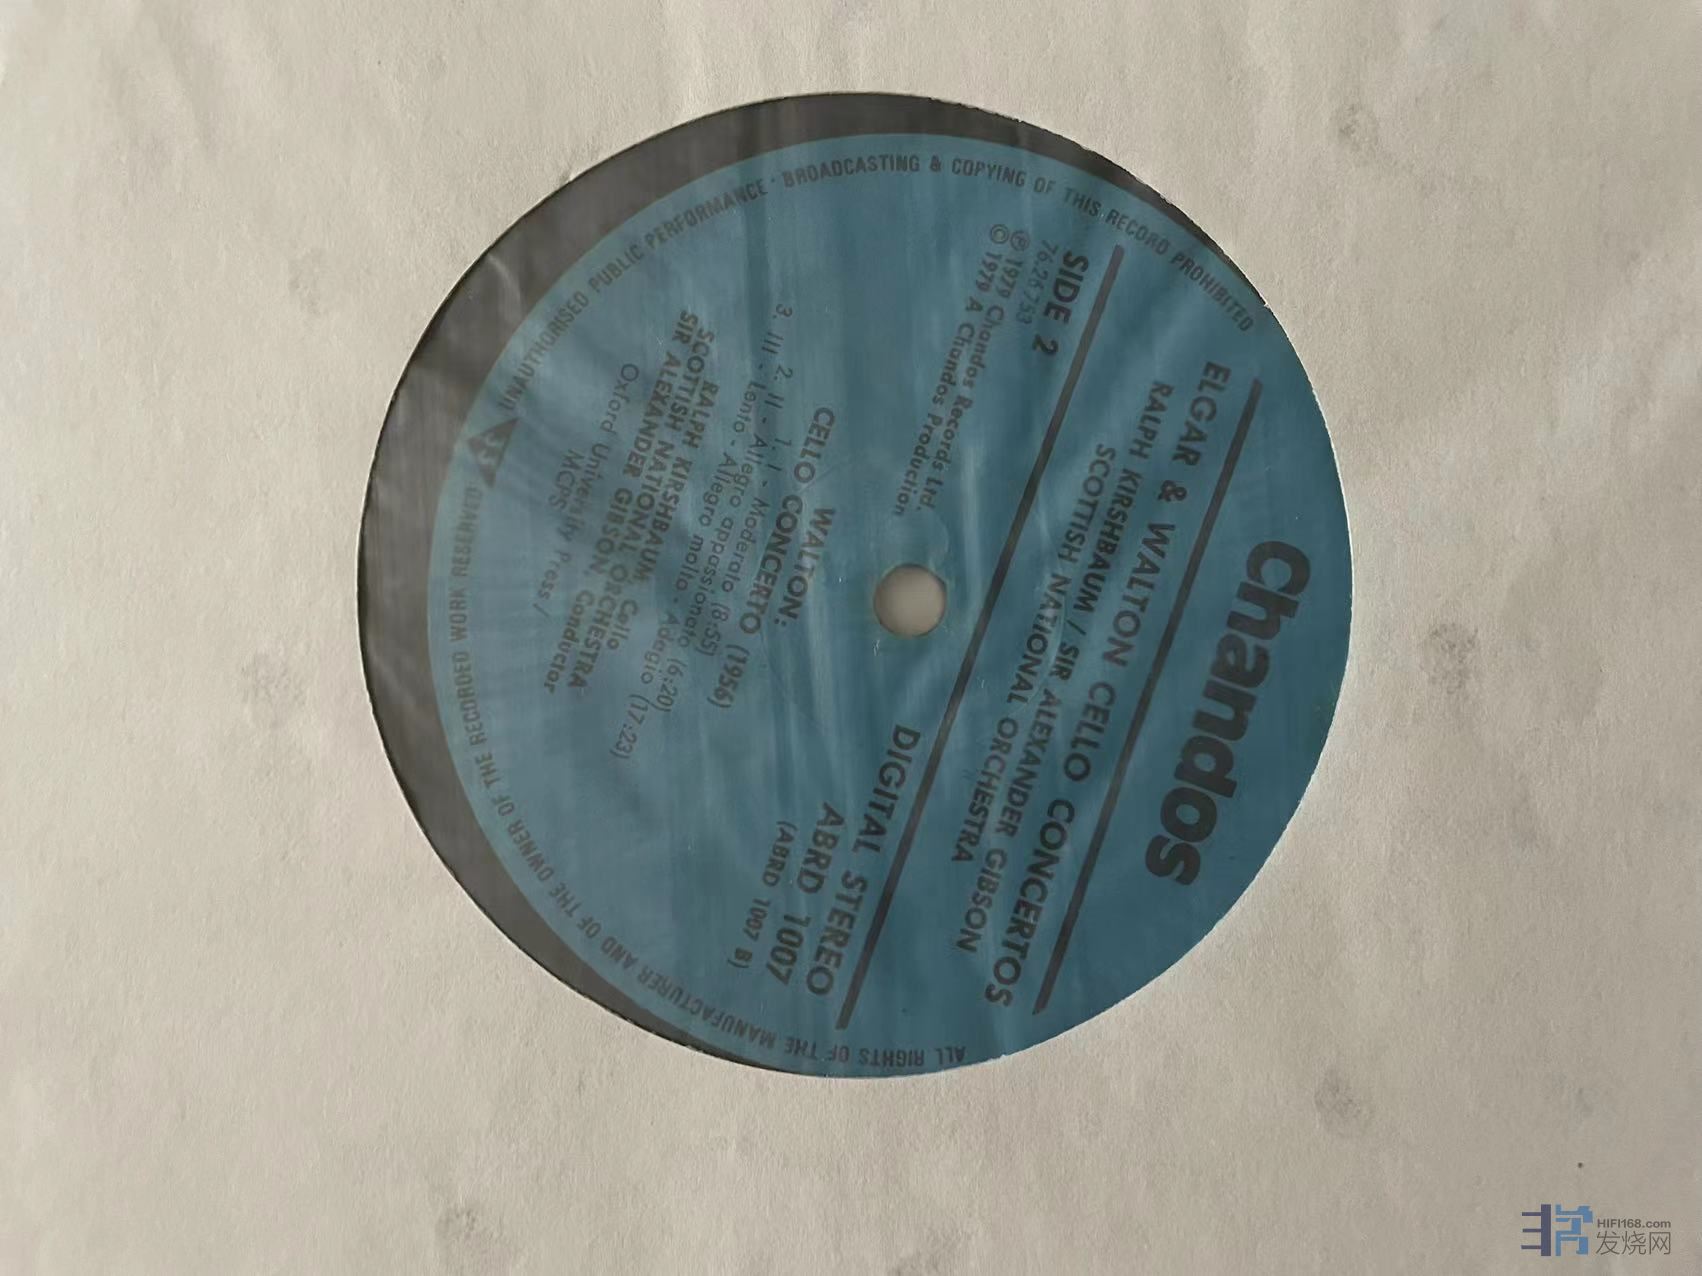 Chandos
ELGAR & WALTON CELLO CONCERTOS
RALPH KIRSHBAUM / SIR ALEXANDER GIBSON
SCOTTISH NATIONAL ORCHESTRA
SIDE 2
76.26753
℗ 1979 Chandos Records Ltd.
© 1979 A Chandos Production
DIGITAL STEREO
ABRD 1007
(ABRD 1007 B)
WALTON:
CELLO CONCERTO (1956)
1. I - Moderato (8:55)
2. II - Allegro appassionato (6:20)
3. III - Lento - Allegro molto - Adagio (17:23)
RALPH KIRSHBAUM Cello
SCOTTISH NATIONAL ORCHESTRA
SIR ALEXANDER GIBSON Conductor
Oxford University Press /
MCPS
ALL RIGHTS OF THE MANUFACTURER AND OF THE OWNER OF THE RECORDED WORK RESERVED
UNAUTHORISED PUBLIC PERFORMANCE · BROADCASTING & COPYING OF THIS RECORD PROHIBITED
HIFI168.com
发烧网